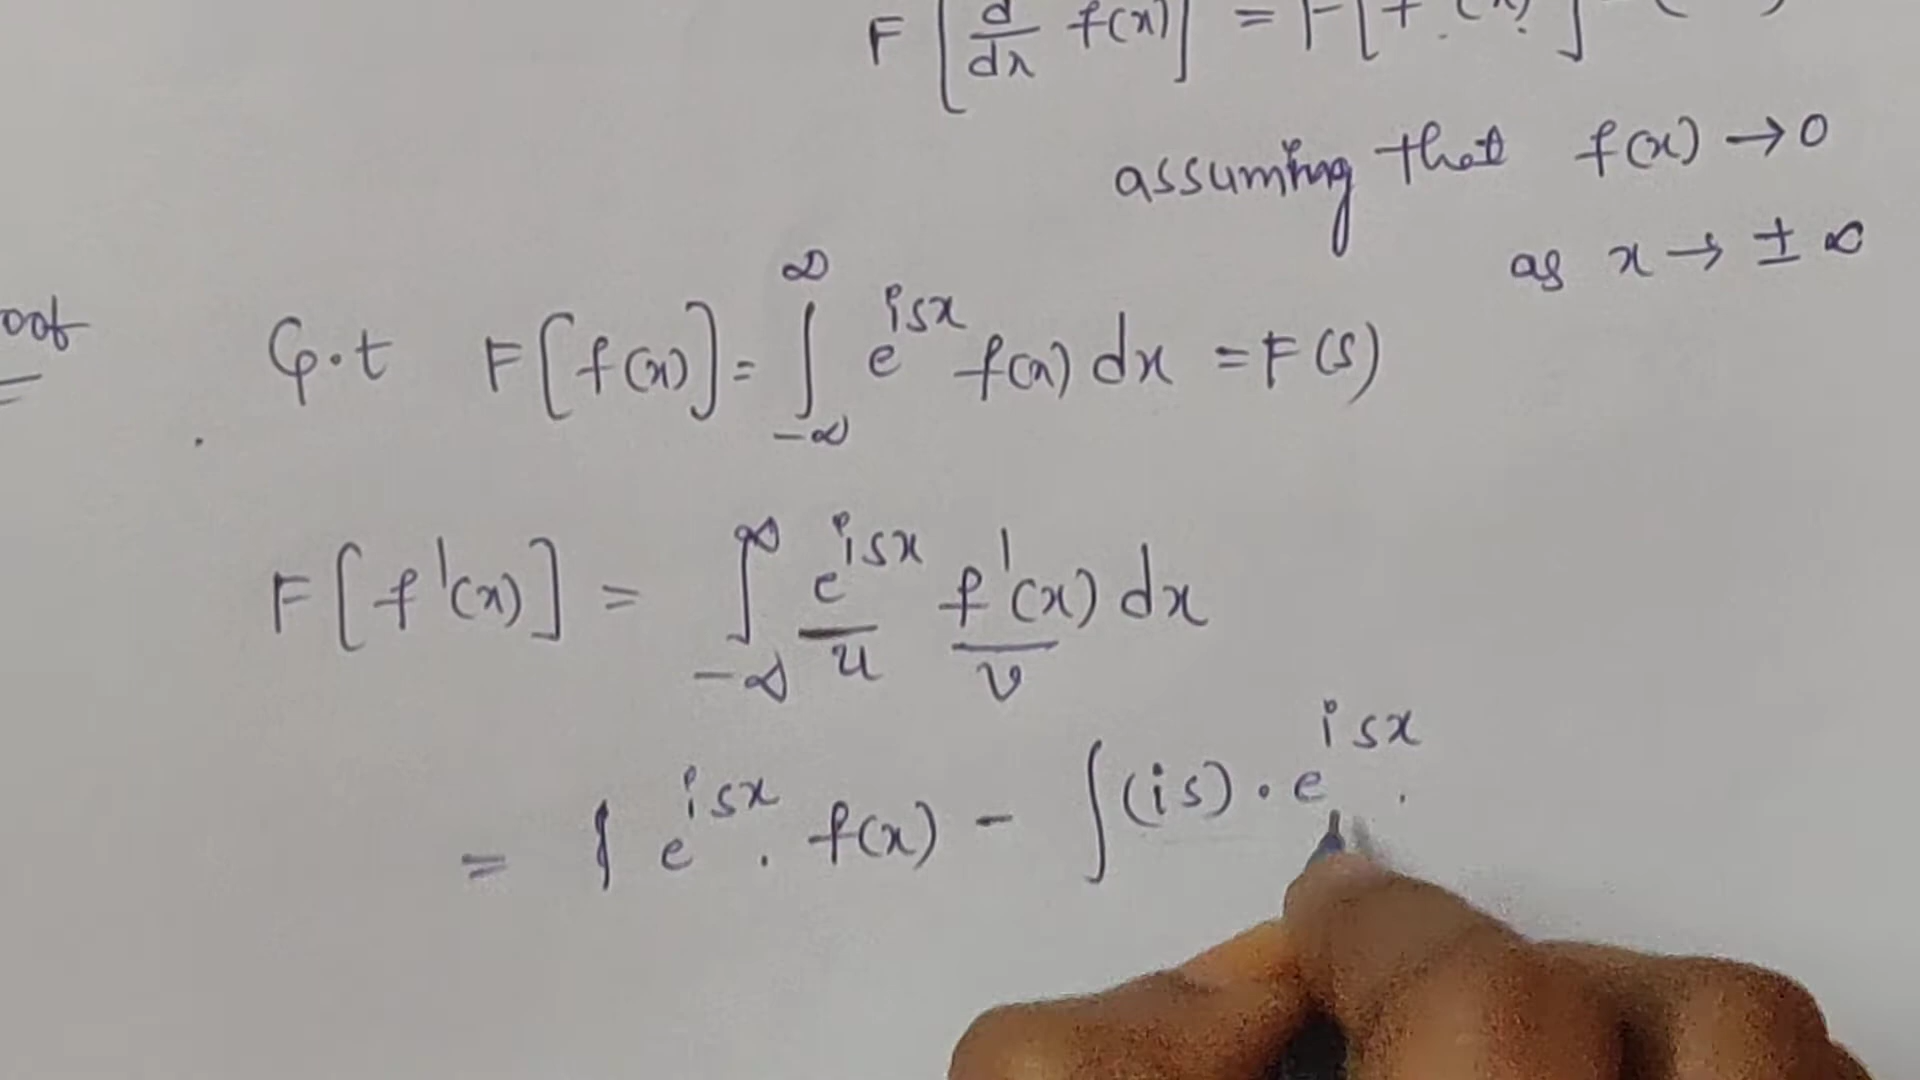 F [ d/dx f(x) ] = F [ f
assuming that f(x) → 0
as x → ± ∞
oof G.t F[f(x)] = ∫_{-∞}^{∞} e^{isx} f(x) dx = F(s)
F[f'(x)] = ∫_{-∞}^{∞} e^{isx} f'(x) dx
u v
= { e^{isx} . f(x) - ∫(is) . e^{isx} .